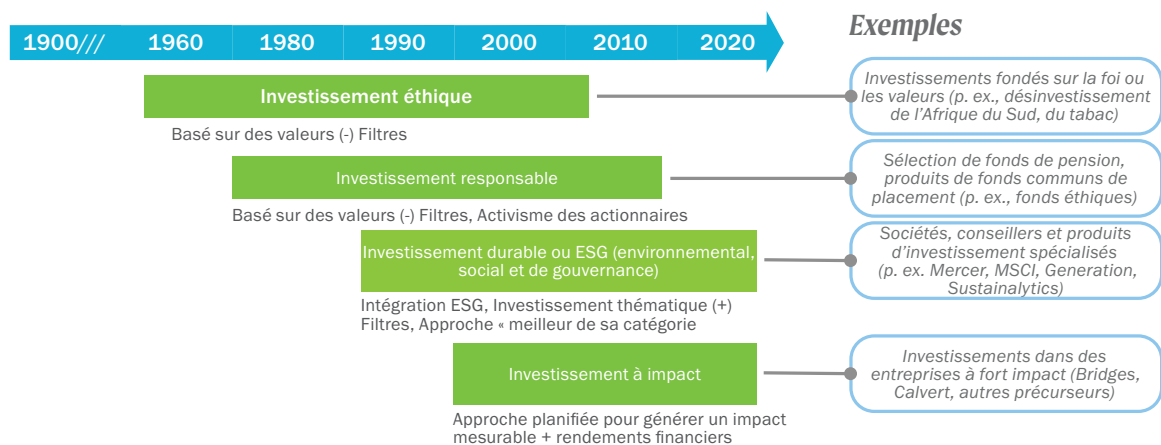 Exemples
1900/// 1960 1980 1990 2000 2010 2020
Investissement éthique
Basé sur des valeurs (-) Filtres
Investissements fondés sur la foi ou
les valeurs (p. ex., désinvestissement
de l'Afrique du Sud, du tabac)
Investissement responsable
Basé sur des valeurs (-) Filtres, Activisme des actionnaires
Sélection de fonds de pension,
produits de fonds communs de
placement (p. ex., fonds éthiques)
Investissement durable ou ESG (environnemental,
social et de gouvernance)
Intégration ESG, Investissement thématique (+)
Filtres, Approche « meilleur de sa catégorie
Sociétés, conseillers et produits
d'investissement spécialisés
(p. ex. Mercer, MSCI, Generation,
Sustainalytics)
Investissement à impact
Approche planifiée pour générer un impact
mesurable + rendements financiers
Investissements dans des
entreprises à fort impact (Bridges,
Calvert, autres précurseurs)